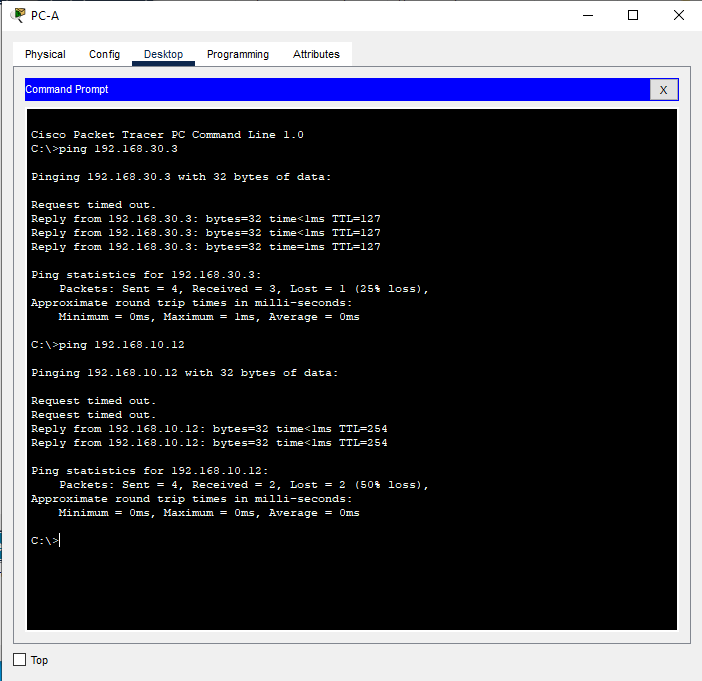 PC-A
Physical Config Desktop Programming Attributes
Command Prompt
X
Cisco Packet Tracer PC Command Line 1.0
C:\>ping 192.168.30.3
Pinging 192.168.30.3 with 32 bytes of data:
Request timed out.
Reply from 192.168.30.3: bytes=32 time<1ms TTL=127
Reply from 192.168.30.3: bytes=32 time<1ms TTL=127
Reply from 192.168.30.3: bytes=32 time=1ms TTL=127
Ping statistics for 192.168.30.3:
    Packets: Sent = 4, Received = 3, Lost = 1 (25% loss),
Approximate round trip times in milli-seconds:
    Minimum = 0ms, Maximum = 1ms, Average = 0ms
C:\>ping 192.168.10.12
Pinging 192.168.10.12 with 32 bytes of data:
Request timed out.
Request timed out.
Reply from 192.168.10.12: bytes=32 time<1ms TTL=254
Reply from 192.168.10.12: bytes=32 time<1ms TTL=254
Ping statistics for 192.168.10.12:
    Packets: Sent = 4, Received = 2, Lost = 2 (50% loss),
Approximate round trip times in milli-seconds:
    Minimum = 0ms, Maximum = 0ms, Average = 0ms
C:\>
Top